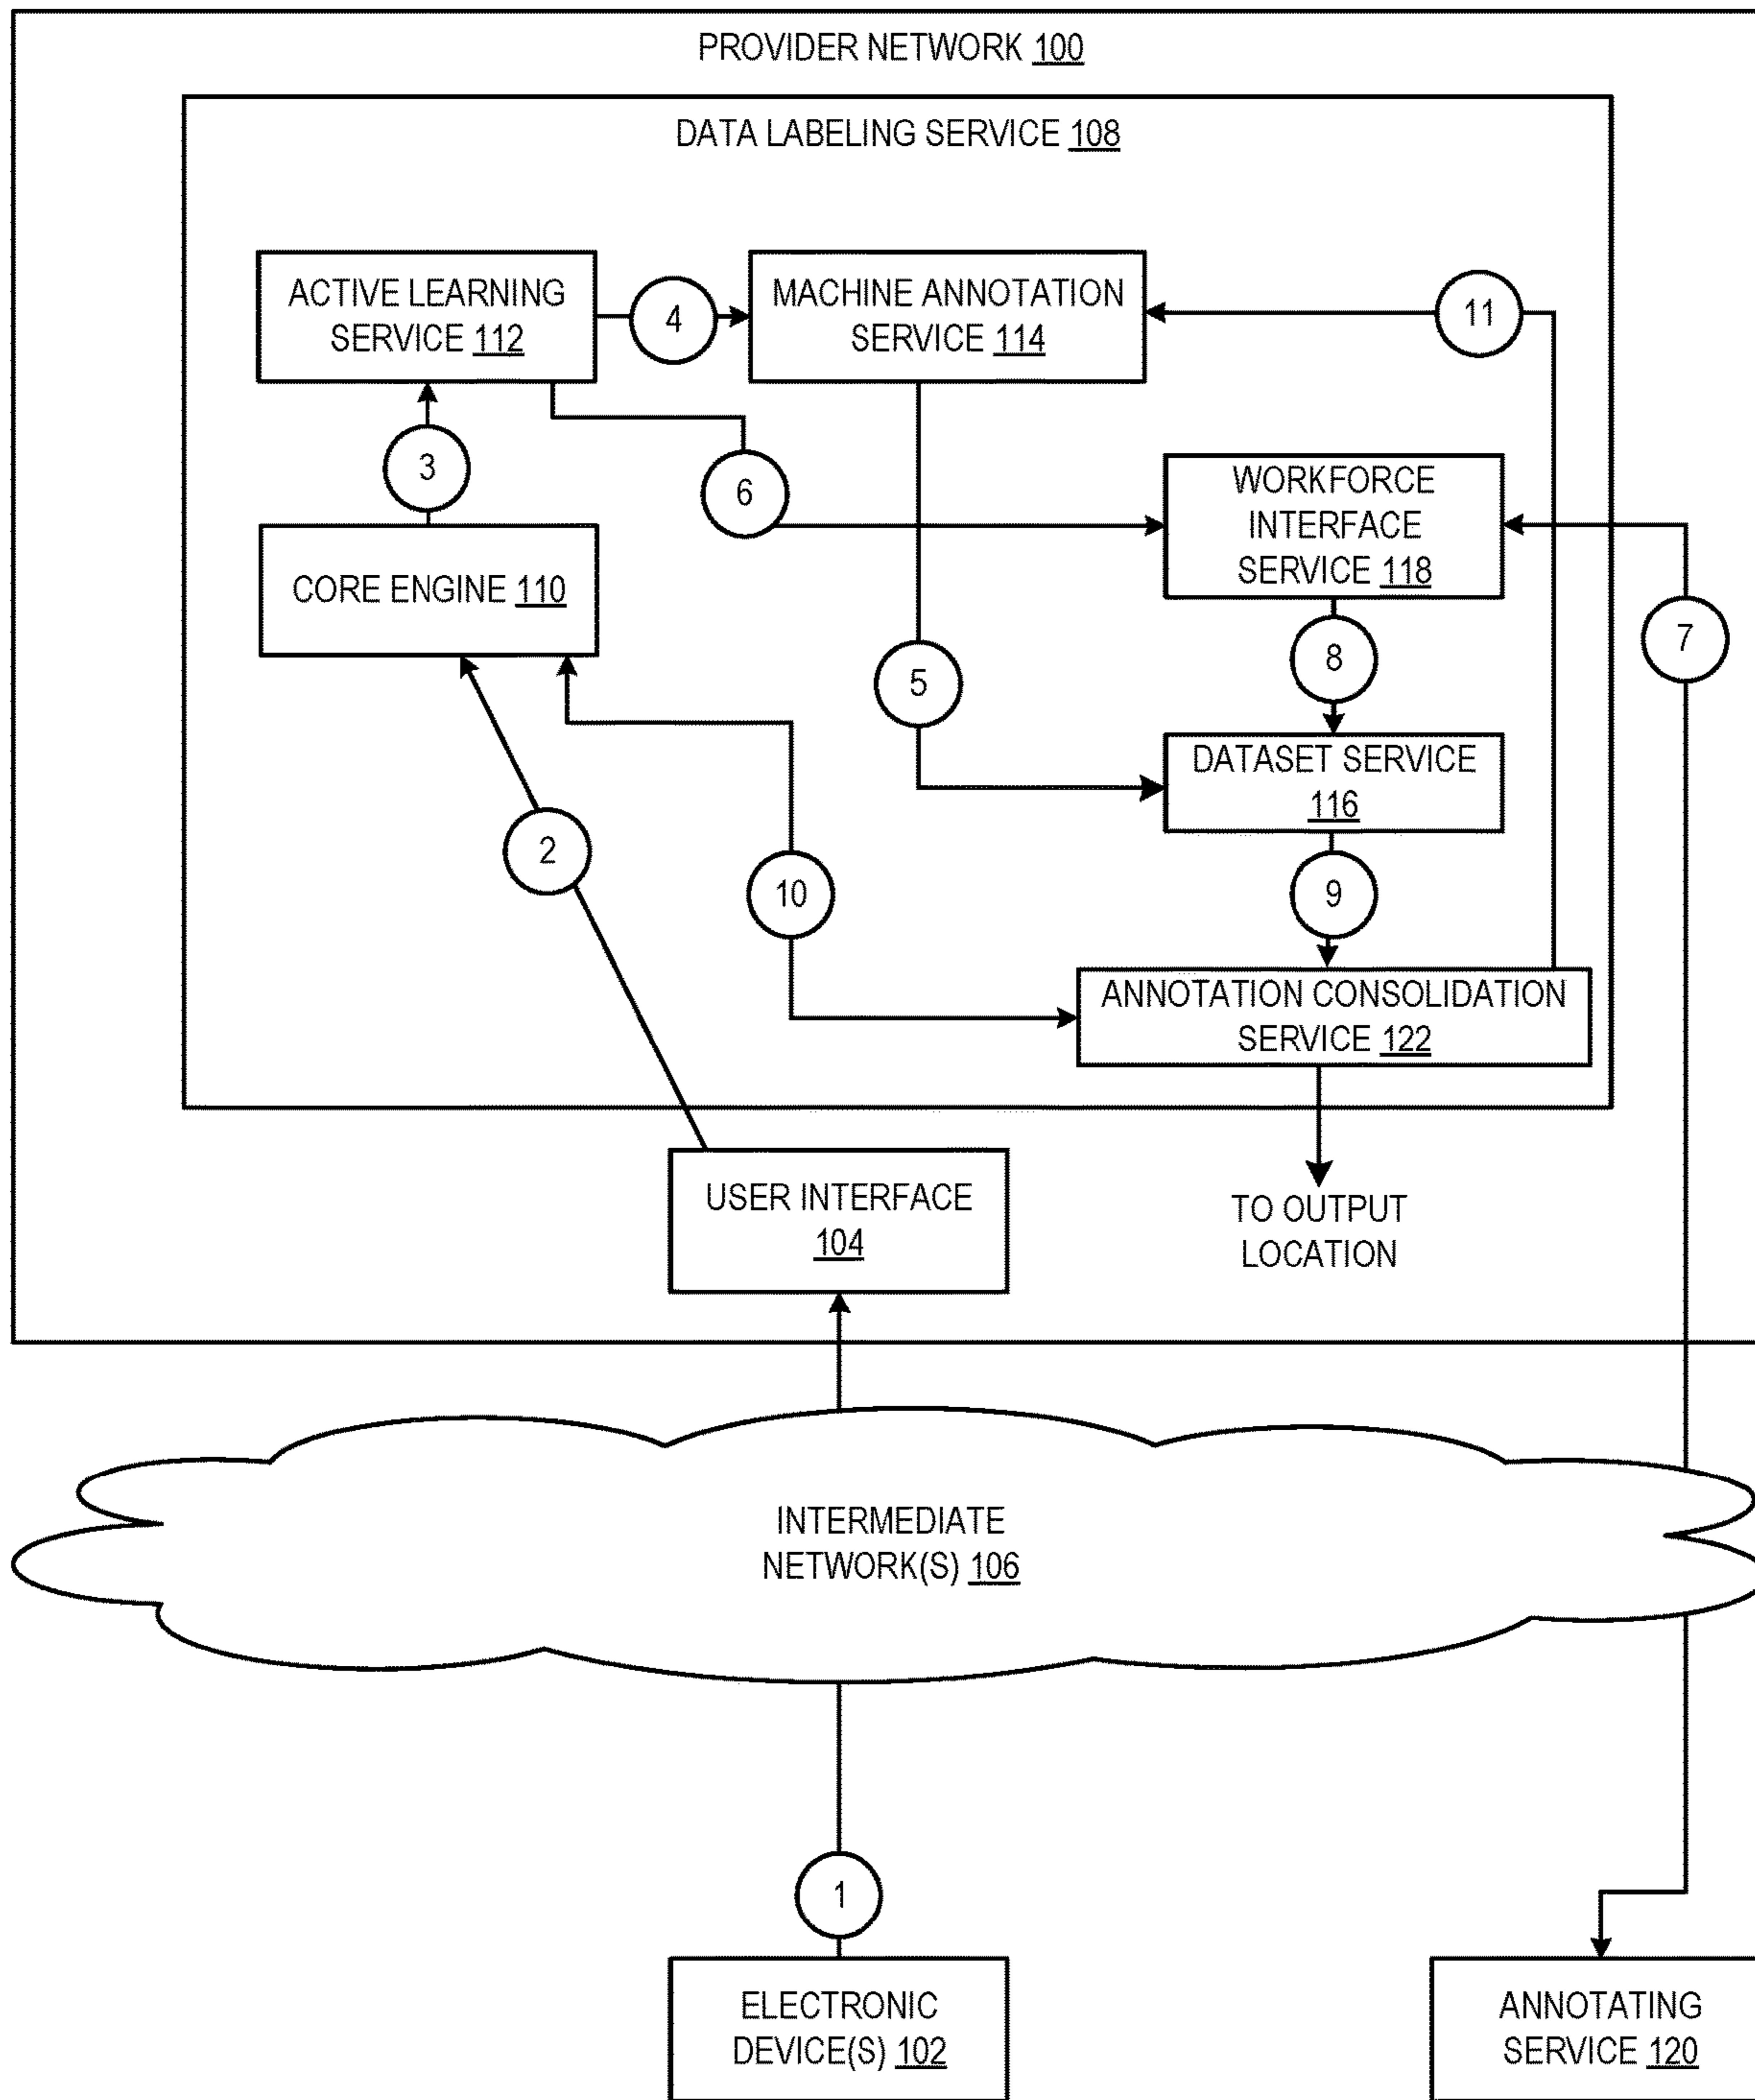 PROVIDER NETWORK 100
DATA LABELING SERVICE 108
ACTIVE LEARNING
SERVICE 112
4
MACHINE ANNOTATION
SERVICE 114
11
3
6
WORKFORCE
INTERFACE
SERVICE 118
CORE ENGINE 110
7
8
5
DATASET SERVICE
116
2
10
9
ANNOTATION CONSOLIDATION
SERVICE 122
USER INTERFACE
104
TO OUTPUT
LOCATION
INTERMEDIATE
NETWORK(S) 106
1
ELECTRONIC
DEVICE(S) 102
ANNOTATING
SERVICE 120